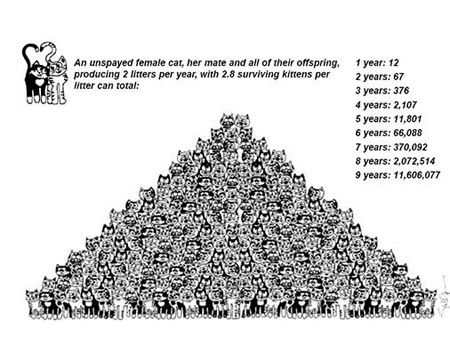 An unspayed female cat, her mate and all of their offspring,
producing 2 litters per year, with 2.8 surviving kittens per
litter can total:
1 year: 12
2 years: 67
3 years: 376
4 years: 2,107
5 years: 11,801
6 years: 66,088
7 years: 370,092
8 years: 2,072,514
9 years: 11,606,077